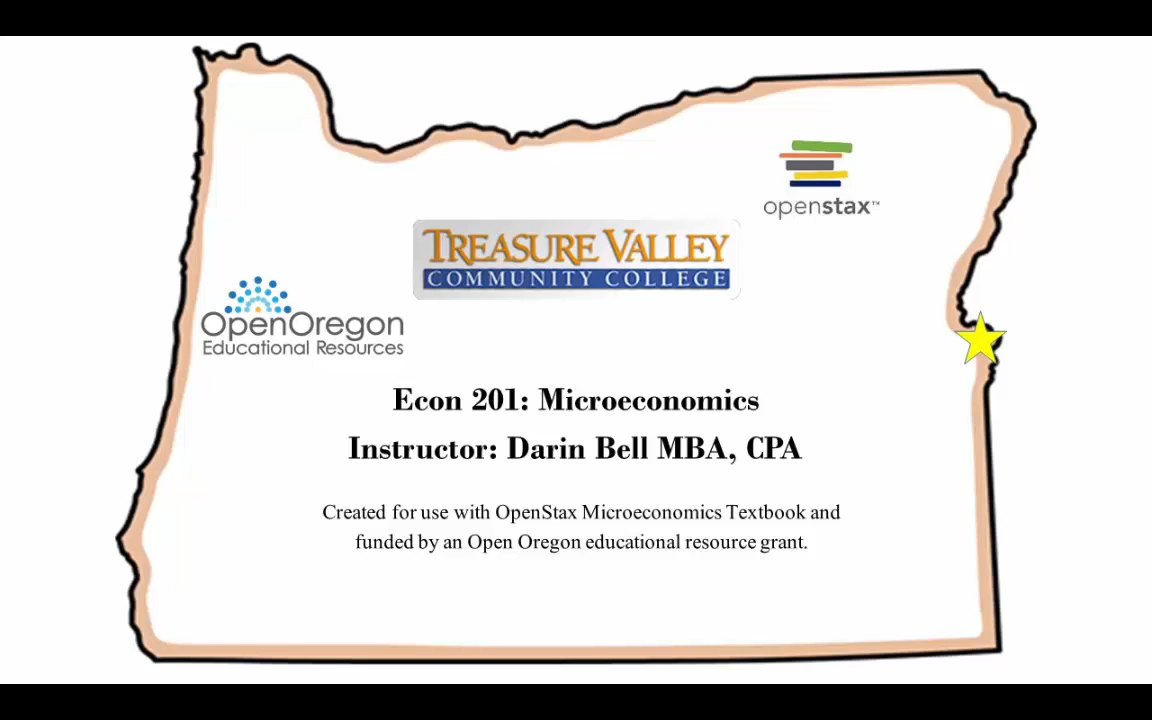 openstax™
TREASURE VALLEY
COMMUNITY COLLEGE
OpenOregon
Educational Resources
Econ 201: Microeconomics
Instructor: Darin Bell MBA, CPA
Created for use with OpenStax Microeconomics Textbook and
funded by an Open Oregon educational resource grant.